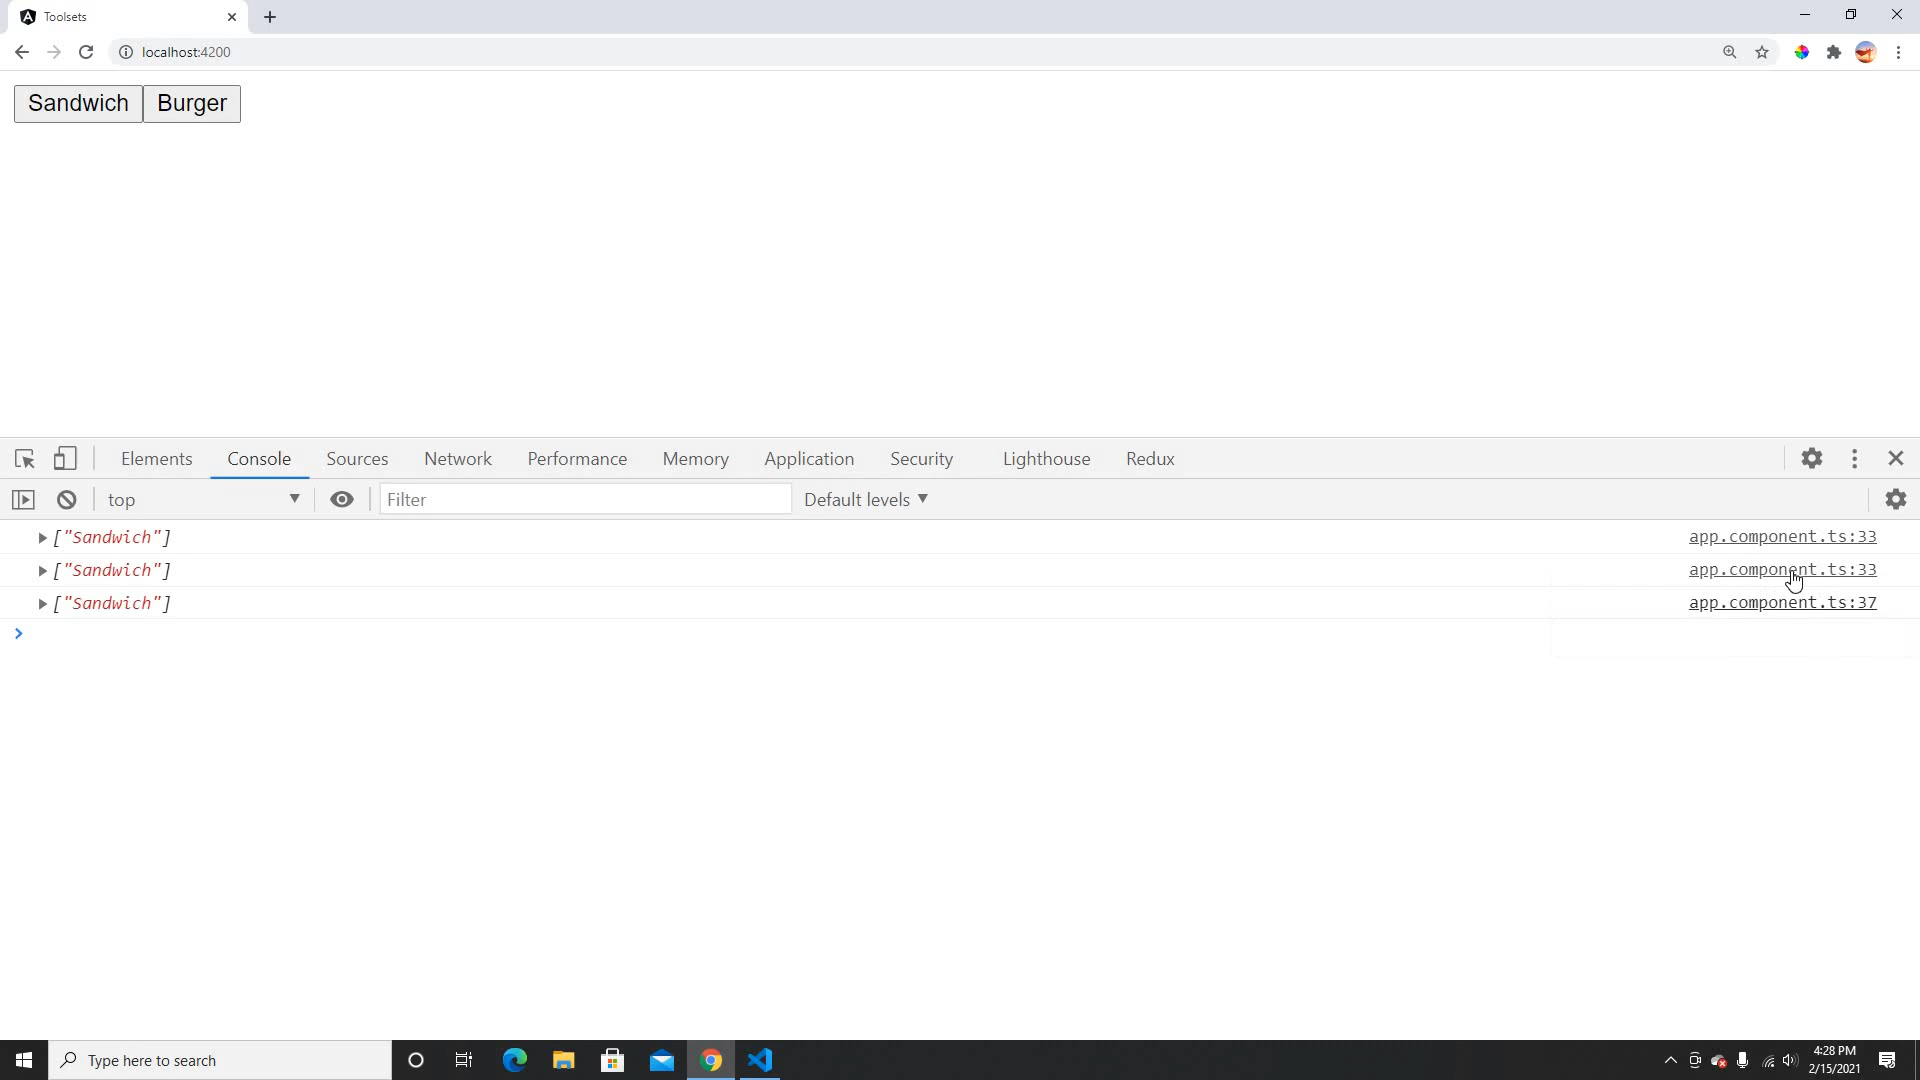 Toolsets
localhost:4200
Sandwich Burger
Elements Console Sources Network Performance Memory Application Security Lighthouse Redux
top Filter Default levels
["Sandwich"] app.component.ts:33
["Sandwich"] app.component.ts:33
["Sandwich"] app.component.ts:37
Type here to search
4:28 PM
2/15/2021